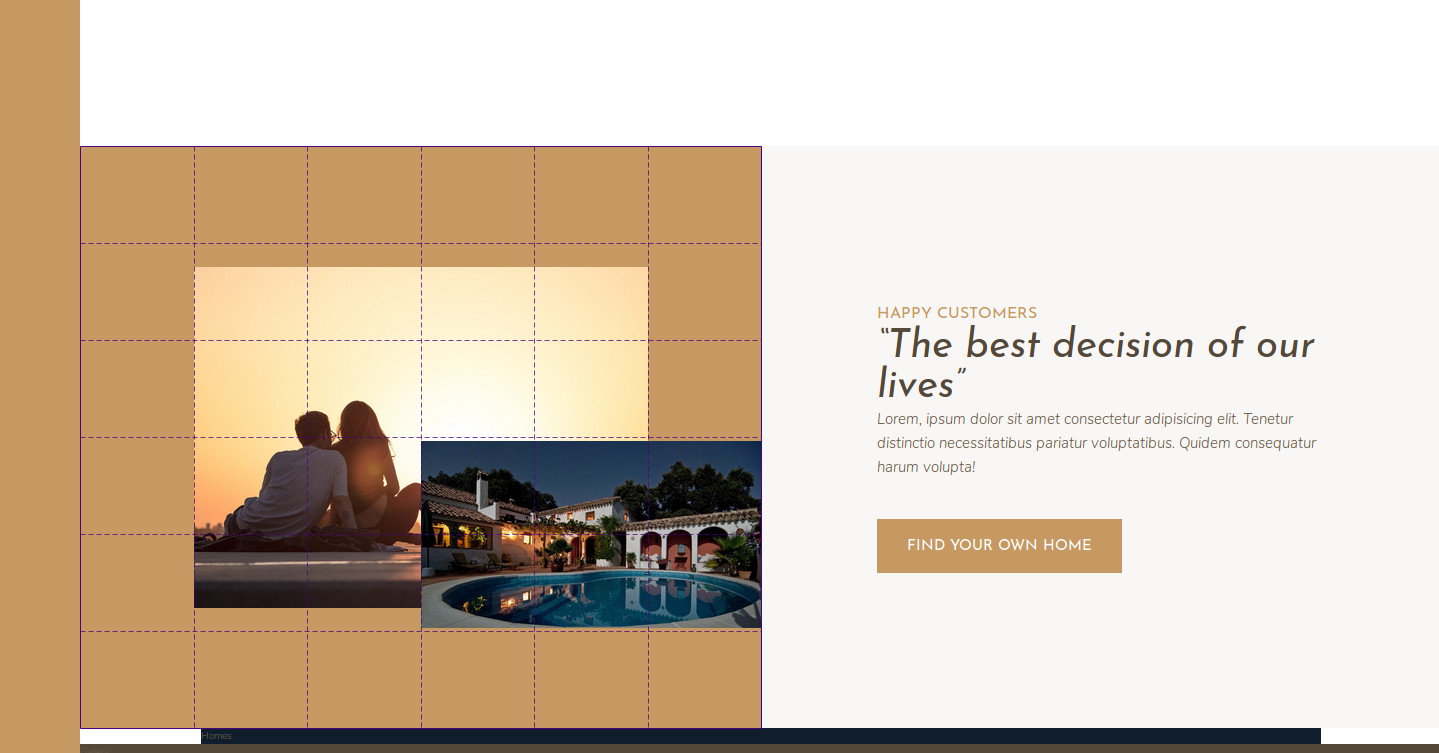 HAPPY CUSTOMERS
“The best decision of our
lives”
Lorem, ipsum dolor sit amet consectetur adipisicing elit. Tenetur
distinctio necessitatibus pariatur voluptatibus. Quidem consequatur
harum volupta!
FIND YOUR OWN HOME
Homes